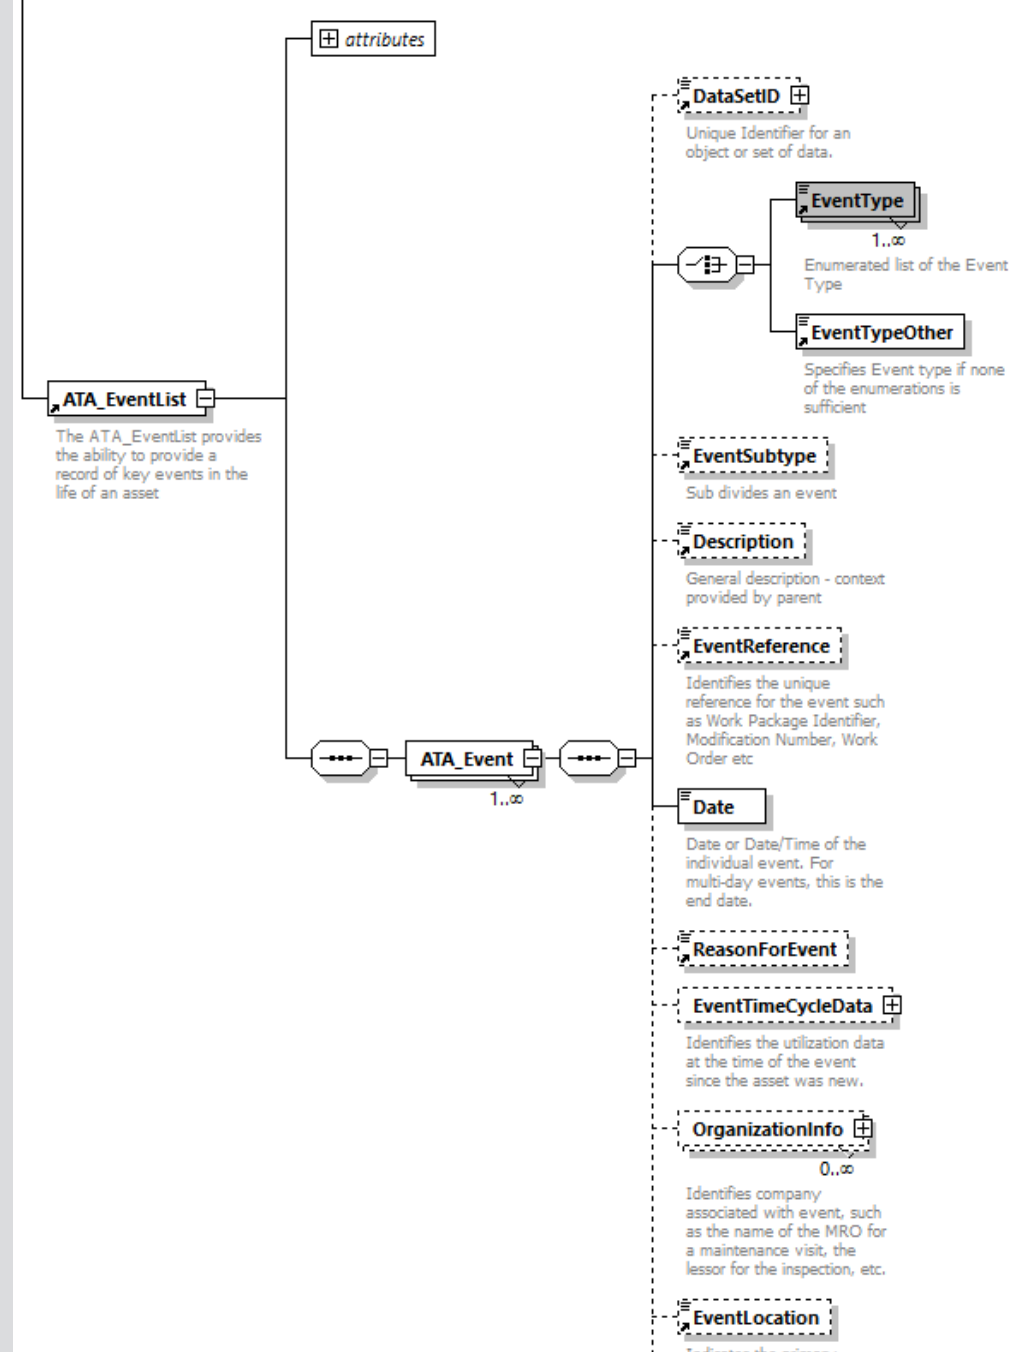 attributes
DataSetID
Unique Identifier for an
object or set of data.
EventType
1..∞
Enumerated list of the Event
Type
EventTypeOther
Specifies Event type if none
of the enumerations is
sufficient
ATA_EventList
The ATA_EventList provides
the ability to provide a
record of key events in the
life of an asset
EventSubtype
Sub divides an event
Description
General description - context
provided by parent
EventReference
Identifies the unique
reference for the event such
as Work Package Identifier,
Modification Number, Work
Order etc
ATA_Event
1..∞
Date
Date or Date/Time of the
individual event. For
multi-day events, this is the
end date.
ReasonForEvent
EventTimeCycleData
Identifies the utilization data
at the time of the event
since the asset was new.
OrganizationInfo
0..∞
Identifies company
associated with event, such
as the name of the MRO for
a maintenance visit, the
lessor for the inspection, etc.
EventLocation